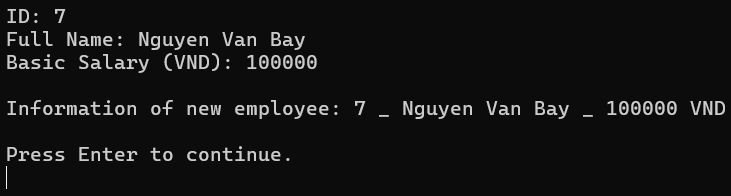 ID: 7
Full Name: Nguyen Van Bay
Basic Salary (VND): 100000
Information of new employee: 7 _ Nguyen Van Bay _ 100000 VND
Press Enter to continue.